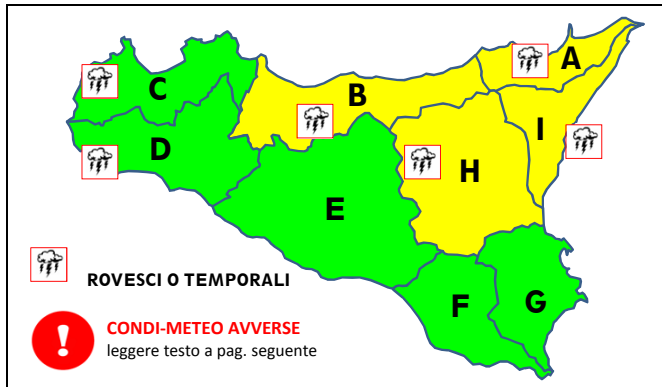 A
C
B
I
D
H
E
ROVESCI O TEMPORALI
F
G
CONDI-METEO AVVERSE
leggere testo a pag. seguente